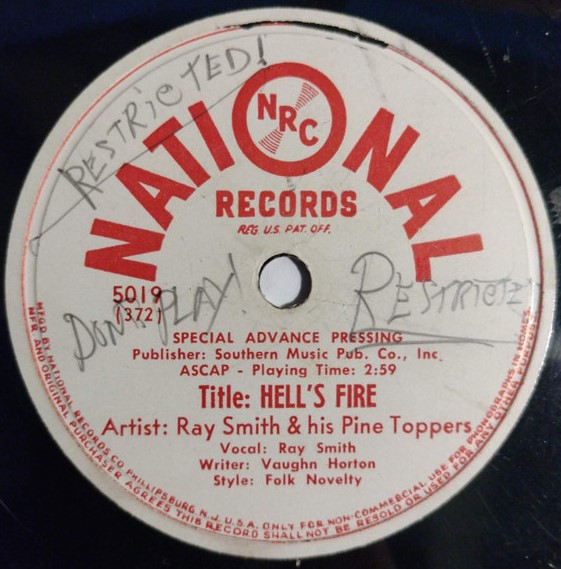 RESTRICTED!
NATIONAL
NRC
RECORDS
REG. U.S. PAT. OFF.
5019
(372)
DON'T PLAY!
RESTRICTED
SPECIAL ADVANCE PRESSING
Publisher: Southern Music Pub. Co., Inc.
ASCAP - Playing Time: 2:59
Title: HELL'S FIRE
Artist: Ray Smith & his Pine Toppers
Vocal: Ray Smith
Writer: Vaughn Horton
Style: Folk Novelty
MFG BY NATIONAL RECORDS CO. PHILLIPSBURG N. J. U.S.A. ONLY FOR NON-COMMERCIAL USE FOR PHONOGRAPHS IN HOMES.
MFR. AND ORIGINAL PURCHASER AGREES THIS RECORD SHALL NOT BE RESOLD OR USED FOR ANY OTHER PURPOSE.